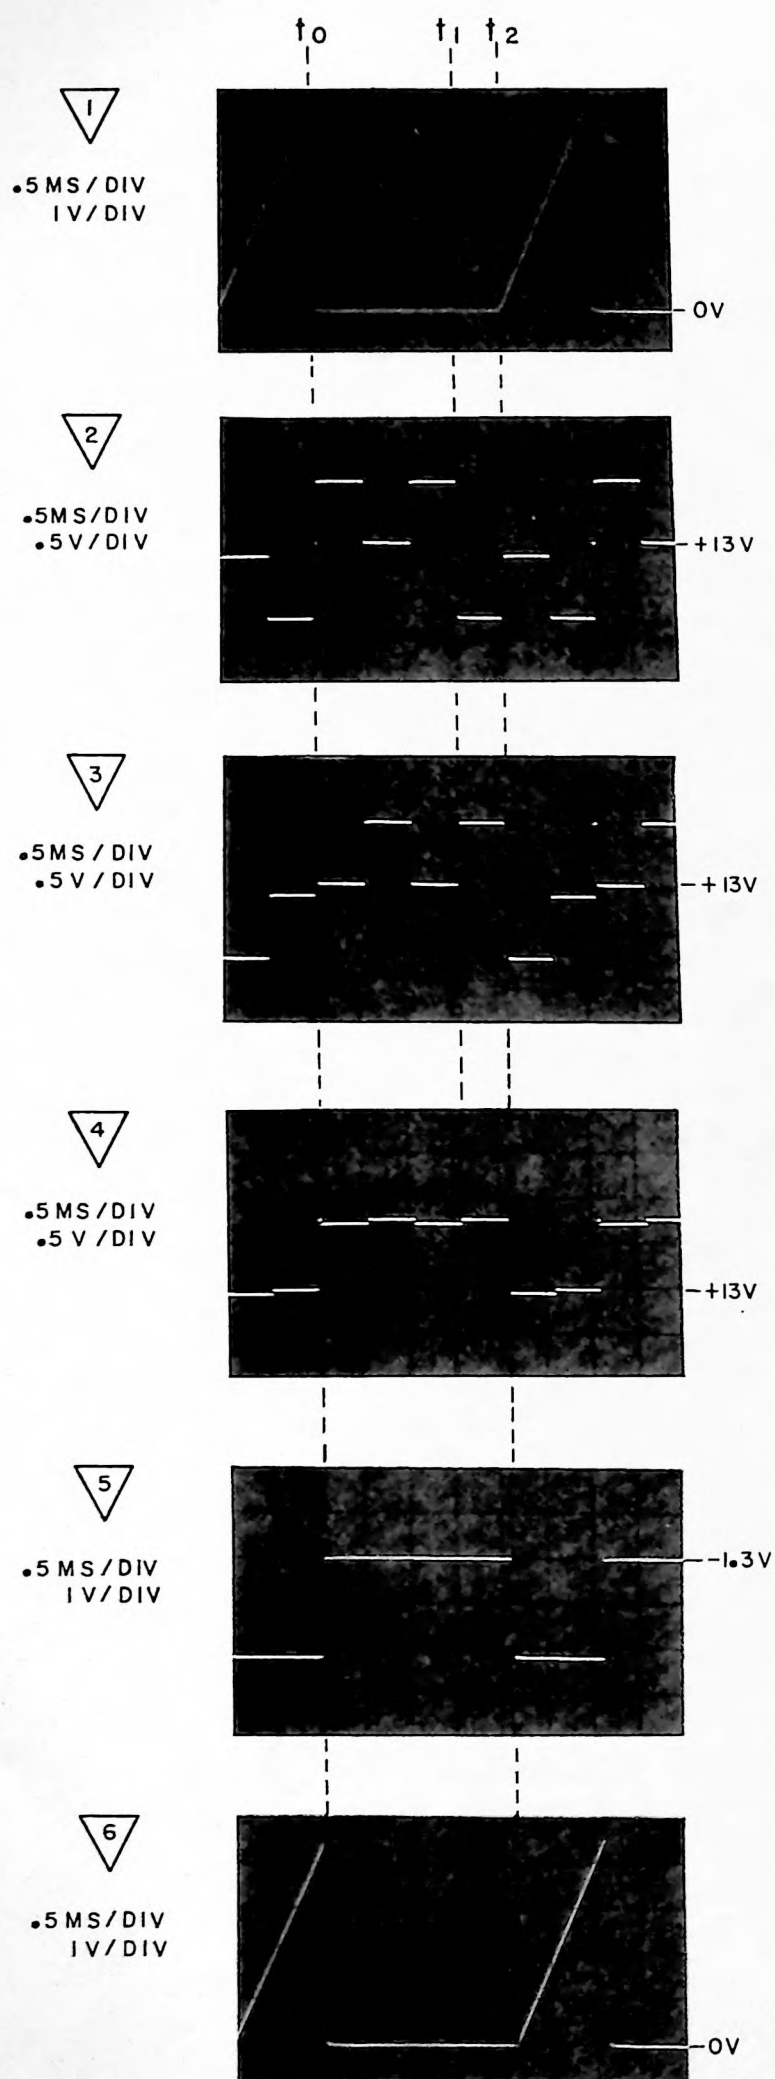 t0 t1 t2
1
.5MS/DIV
1V/DIV
-0V
2
.5MS/DIV
.5V/DIV
-+13V
3
.5MS/DIV
.5V/DIV
-+13V
4
.5MS/DIV
.5V/DIV
-+13V
5
.5MS/DIV
1V/DIV
-1.3V
6
.5MS/DIV
1V/DIV
-0V